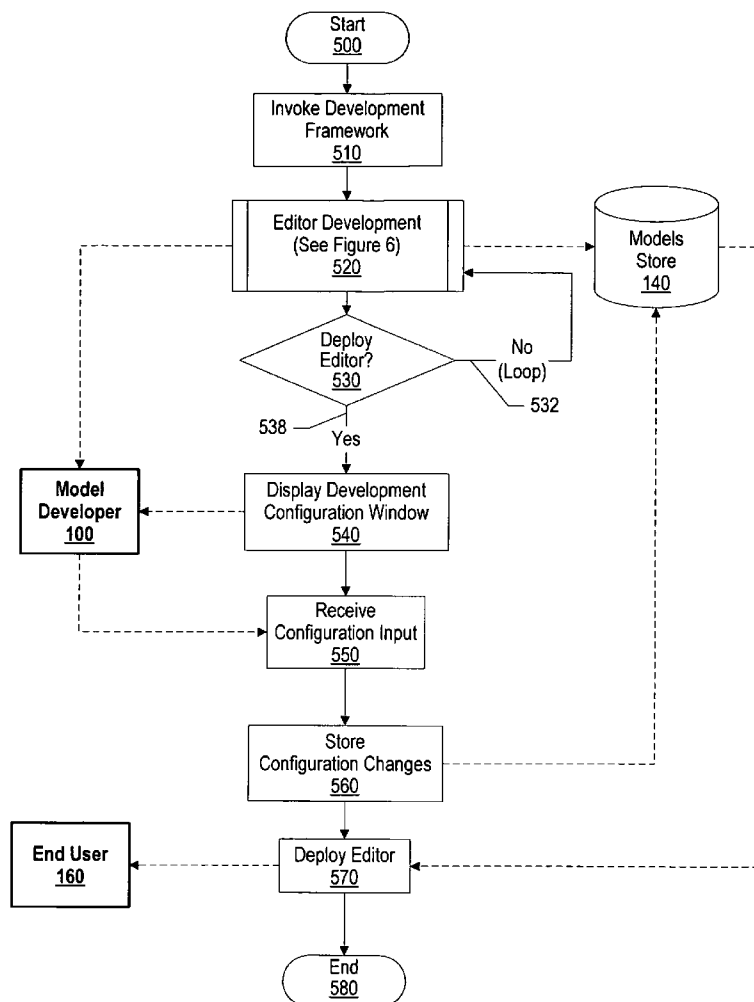 Start
500
Invoke Development
Framework
510
Editor Development
(See Figure 6)
520
Models
Store
140
Deploy
Editor?
530
No
(Loop)
532
538
Yes
Model
Developer
100
Display Development
Configuration Window
540
Receive
Configuration Input
550
Store
Configuration Changes
560
End User
160
Deploy Editor
570
End
580